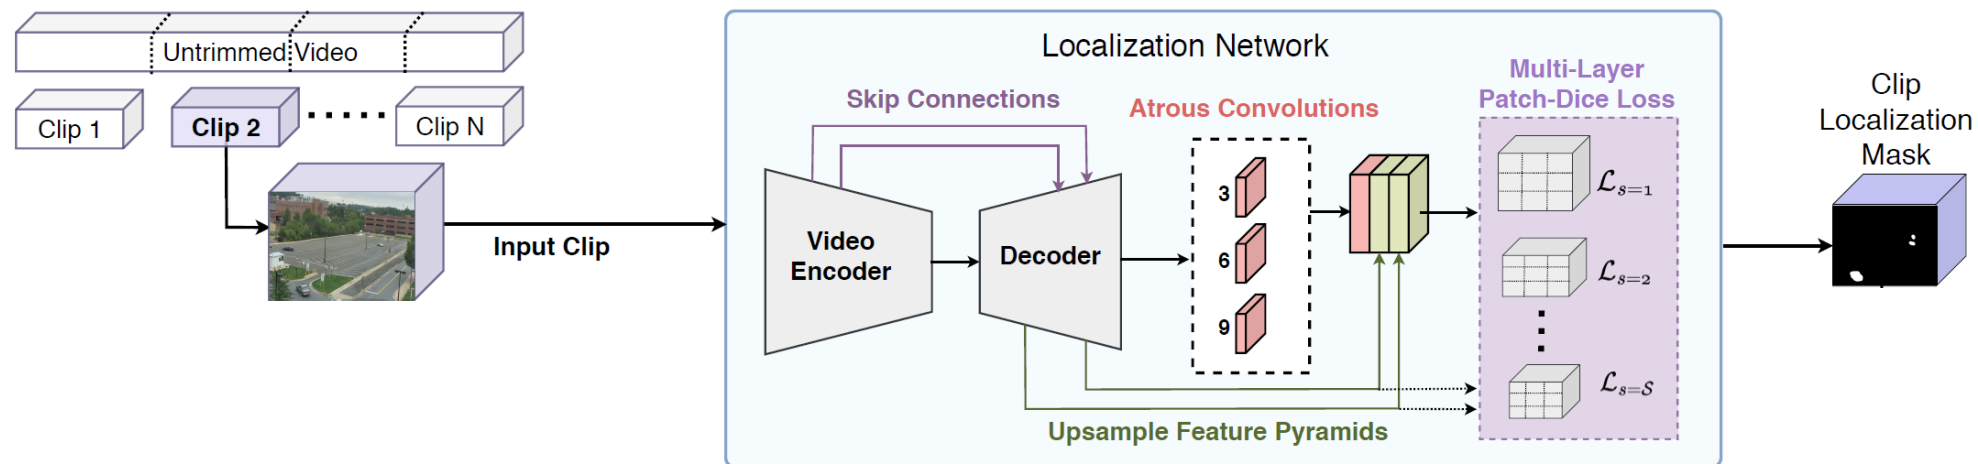 Untrimmed Video
Clip 1
Clip 2
Clip N
Input Clip
Localization Network
Skip Connections
Video
Encoder
Decoder
Atrous Convolutions
3
6
9
Upsample Feature Pyramids
Multi-Layer
Patch-Dice Loss
ℒₛ₌₁
ℒₛ₌₂
ℒₛ₌𝒮
Clip
Localization
Mask